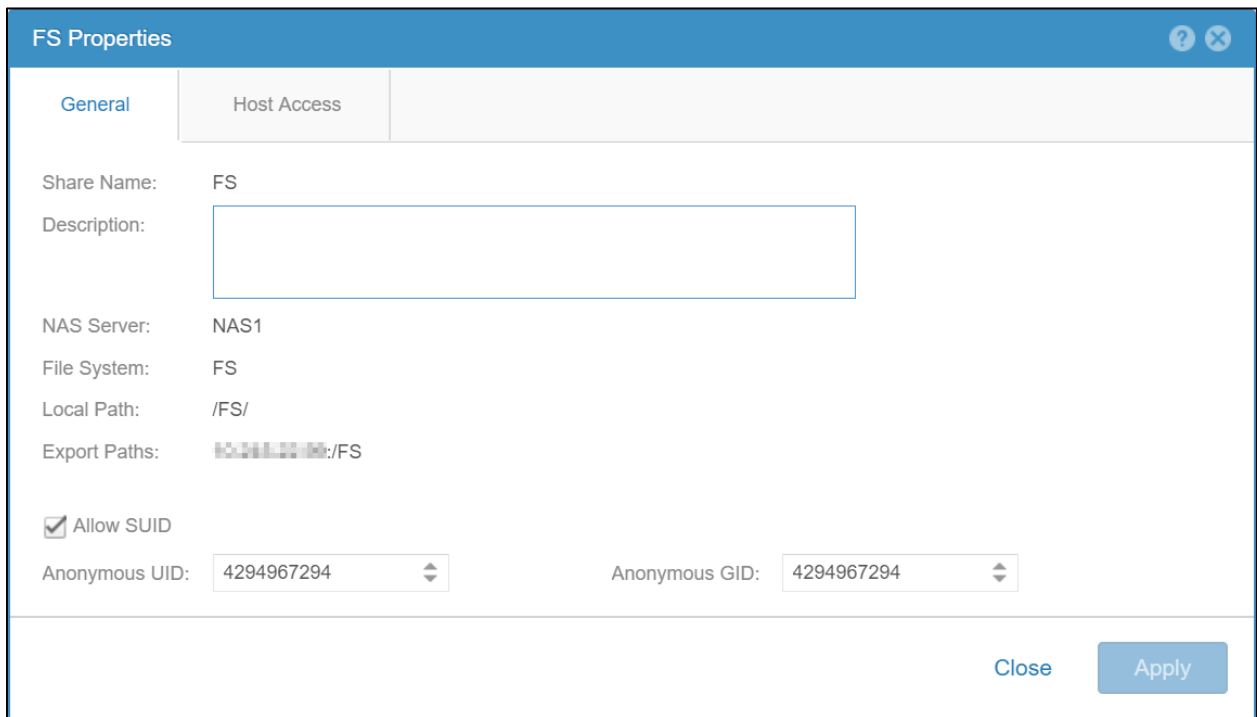 FS Properties
General Host Access
Share Name: FS
Description:
NAS Server: NAS1
File System: FS
Local Path: /FS/
Export Paths: :/FS
Allow SUID
Anonymous UID: 4294967294 Anonymous GID: 4294967294
Close Apply